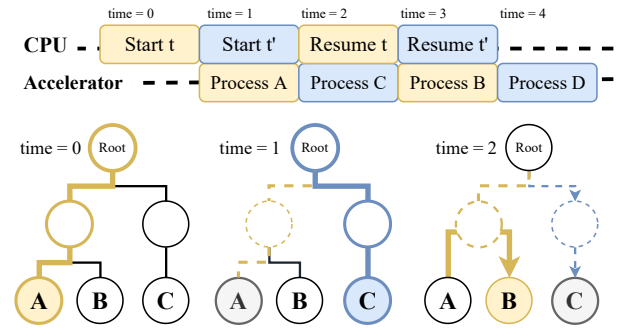 time = 0 time = 1 time = 2 time = 3 time = 4
CPU Start t Start t' Resume t Resume t'
Accelerator Process A Process C Process B Process D
time = 0 Root time = 1 Root time = 2 Root
A B C A B C A B C